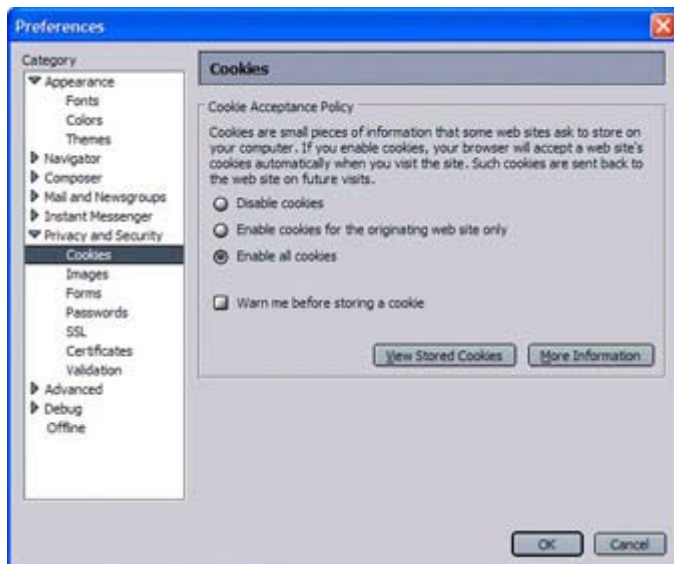 Preferences
Category
Appearance
Fonts
Colors
Themes
Navigator
Composer
Mail and Newsgroups
Instant Messenger
Privacy and Security
Cookies
Images
Forms
Passwords
SSL
Certificates
Validation
Advanced
Debug
Offline
Cookies
Cookie Acceptance Policy
Cookies are small pieces of information that some web sites ask to store on
your computer. If you enable cookies, your browser will accept a web site's
cookies automatically when you visit the site. Such cookies are sent back to
the web site on future visits.
Disable cookies
Enable cookies for the originating web site only
Enable all cookies
Warn me before storing a cookie
View Stored Cookies
More Information
OK
Cancel